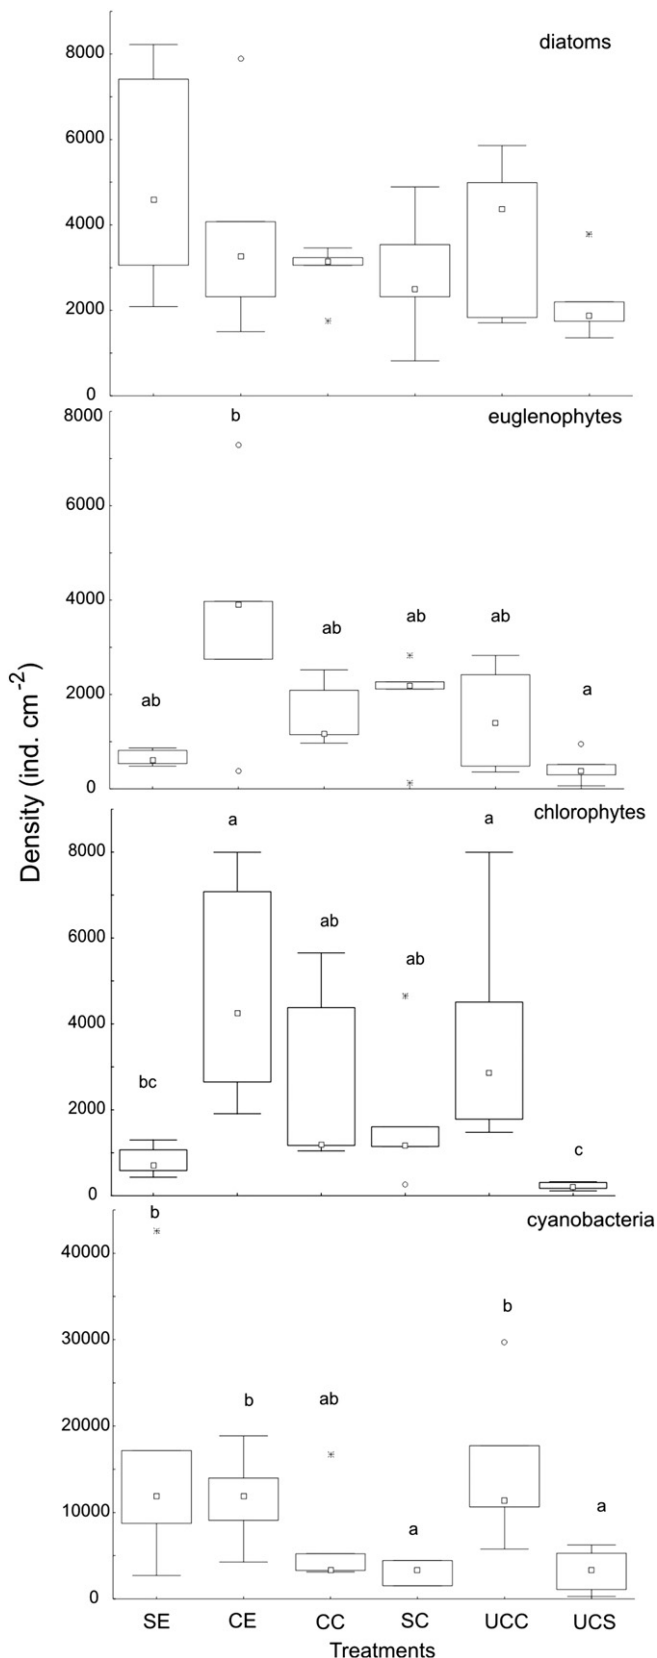 diatoms
8000
6000
4000
2000
0
b
euglenophytes
8000
6000
4000
2000
0
ab
ab
ab
ab
a
Density (ind. cm-2)
chlorophytes
a
a
8000
6000
4000
2000
0
ab
ab
bc
c
cyanobacteria
b
40000
30000
20000
10000
0
b
b
ab
a
a
SE CE CC SC UCC UCS
Treatments